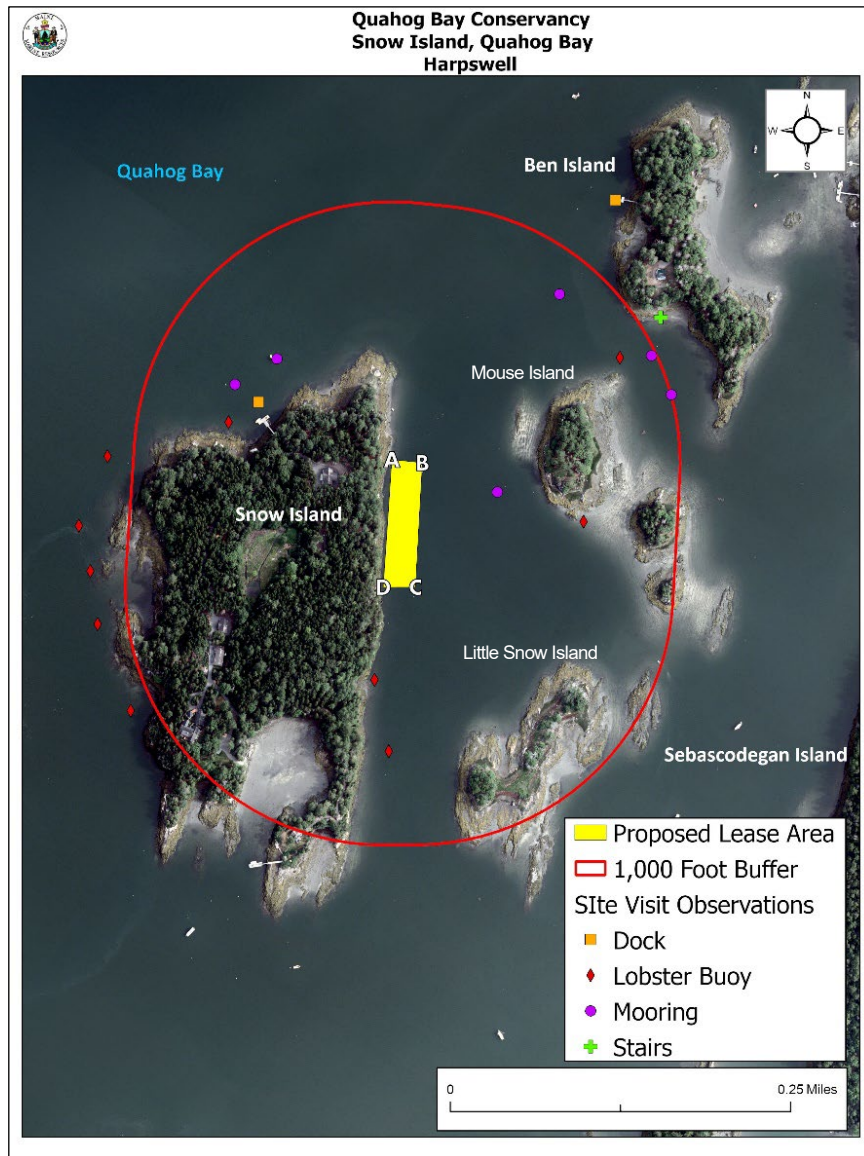 Quahog Bay Conservancy
Snow Island, Quahog Bay
Harpswell
N
W E
S
Quahog Bay
Ben Island
Mouse Island
A B
Snow Island
D C
Little Snow Island
Sebascodegan Island
Proposed Lease Area
1,000 Foot Buffer
SIte Visit Observations
Dock
Lobster Buoy
Mooring
Stairs
0 0.25 Miles